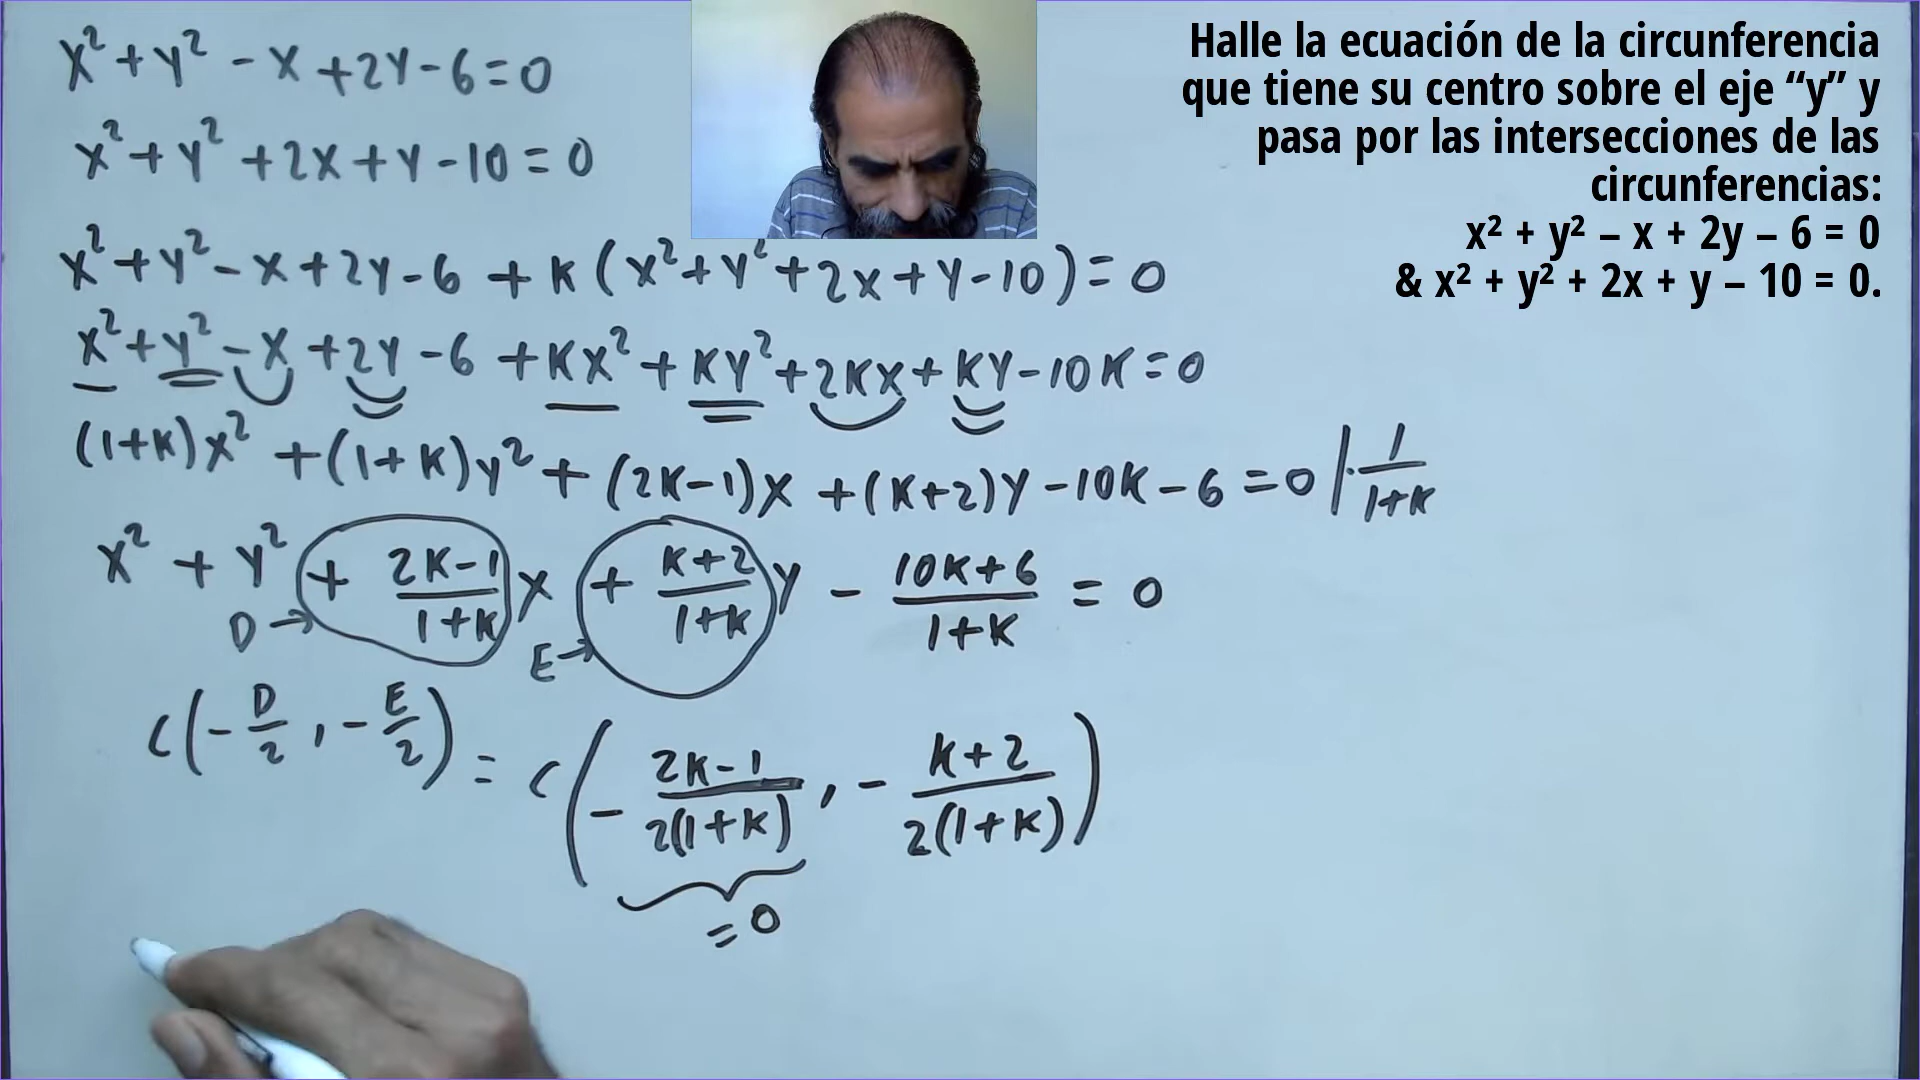 x² + y² - x + 2y - 6 = 0
x² + y² + 2x + y - 10 = 0
x² + y² - x + 2y - 6 + k(x² + y² + 2x + y - 10) = 0
x² + y² - x + 2y - 6 + kx² + ky² + 2kx + ky - 10k = 0
(1+k)x² + (1+k)y² + (2k-1)x + (k+2)y - 10k - 6 = 0 | · 1/(1+k)
x² + y² + (2k-1)/(1+k) x + (k+2)/(1+k) y - (10k+6)/(1+k) = 0
D → E →
C(-D/2, -E/2) = C(-(2k-1)/(2(1+k)), -(k+2)/(2(1+k)))
= 0
Halle la ecuación de la circunferencia
que tiene su centro sobre el eje “y” y
pasa por las intersecciones de las
circunferencias:
x² + y² – x + 2y – 6 = 0
& x² + y² + 2x + y – 10 = 0.